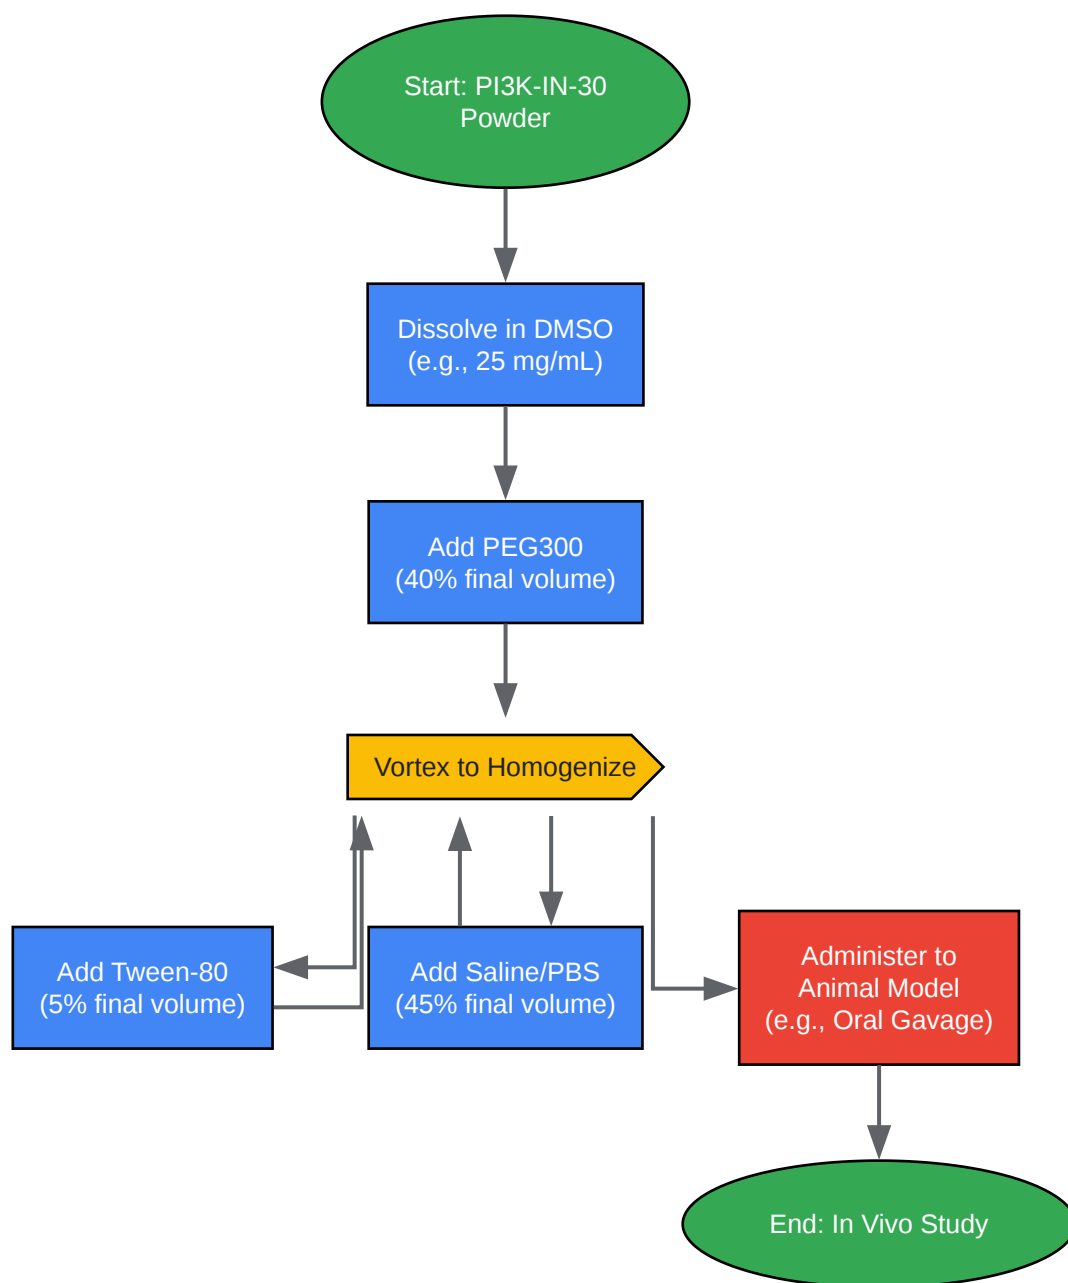 Start: PI3K-IN-30
Powder
Dissolve in DMSO
(e.g., 25 mg/mL)
Add PEG300
(40% final volume)
Vortex to Homogenize
Add Tween-80
(5% final volume)
Add Saline/PBS
(45% final volume)
Administer to
Animal Model
(e.g., Oral Gavage)
End: In Vivo Study